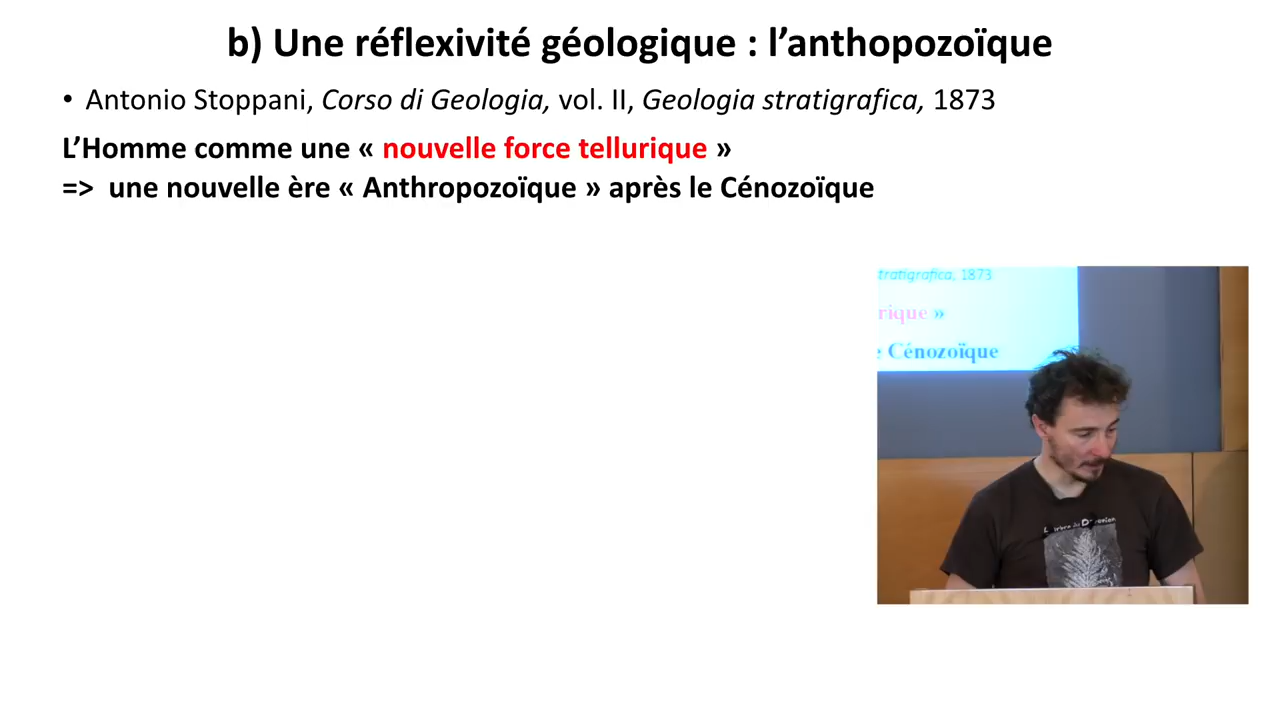 b) Une réflexivité géologique : l’anthopozoïque
• Antonio Stoppani, Corso di Geologia, vol. II, Geologia stratigrafica, 1873
L’Homme comme une « nouvelle force tellurique »
=> une nouvelle ère « Anthropozoïque » après le Cénozoïque
tratigrafica, 1873
rique »
e Cénozoïque